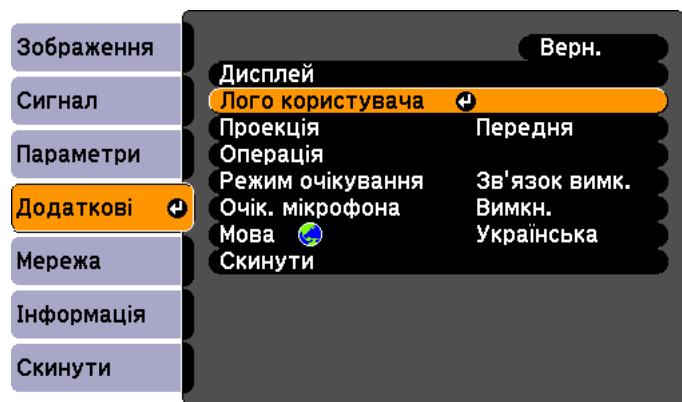 Зображення
Сигнал
Параметри
Додаткові
Мережа
Інформація
Скинути
Верн.
Дисплей
Лого користувача
Проекція Передня
Операція
Режим очікування Зв'язок вимк.
Очік. мікрофона Вимкн.
Мова Українська
Скинути